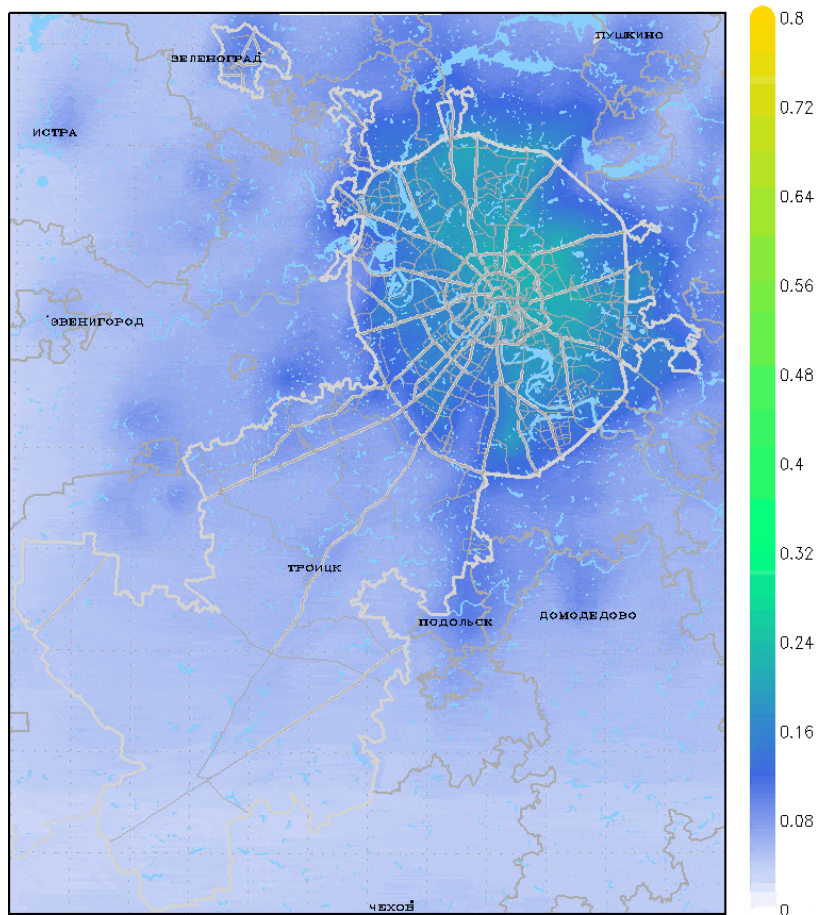 0.8
ПУШКИНО
ЗЕЛЕНОГРАД
0.72
ИСТРА
0.64
0.56
ЗВЕНИГОРОД
0.48
0.4
0.32
ТРОИЦК
ПОДОЛЬСК
ДОМОДЕДОВО
0.24
0.16
0.08
ЧЕХОВ
0